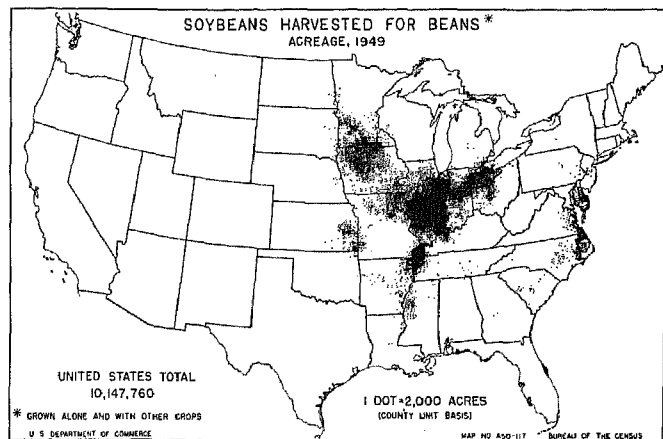 SOYBEANS HARVESTED FOR BEANS*
ACREAGE, 1949
UNITED STATES TOTAL
10,147,760
1 DOT=2,000 ACRES
(COUNTY UNIT BASIS)
* GROWN ALONE AND WITH OTHER CROPS
U S DEPARTMENT OF COMMERCE
MAP NO A50-117 BUREAU OF THE CENSUS